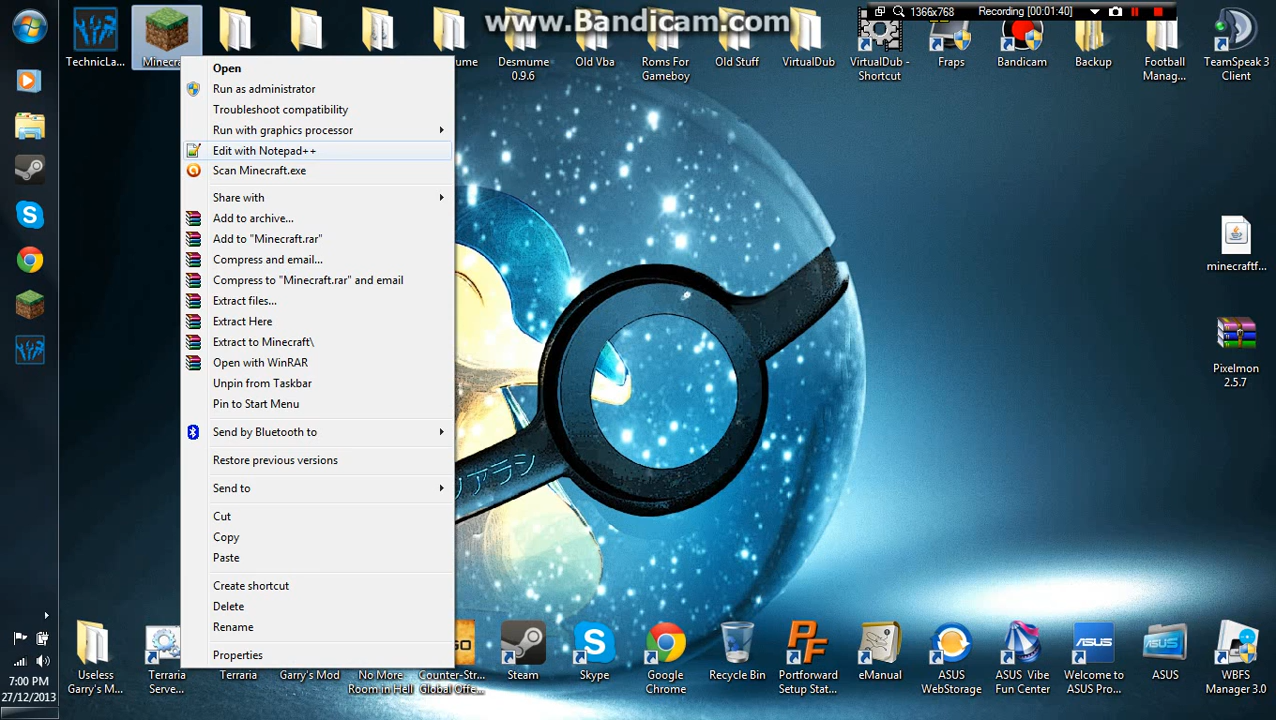 www.Bandicam.com
1366x768
Recording [00:01:40]
TechnicLa...
Minecra
ume
Desmume
0.9.6
Old Vba
Roms For
Gameboy
Old Stuff
VirtualDub
VirtualDub -
Shortcut
Fraps
Bandicam
Backup
Football
Manag...
TeamSpeak 3
Client
Open
Run as administrator
Troubleshoot compatibility
Run with graphics processor
Edit with Notepad++
Scan Minecraft.exe
Share with
Add to archive...
Add to "Minecraft.rar"
Compress and email...
Compress to "Minecraft.rar" and email
Extract files...
Extract Here
Extract to Minecraft\
Open with WinRAR
Unpin from Taskbar
Pin to Start Menu
Send by Bluetooth to
Restore previous versions
Send to
Cut
Copy
Paste
Create shortcut
Delete
Rename
Properties
minecraftf...
Pixelmon
2.5.7
Useless
Garry's M...
Terraria
Serve...
Terraria
Garry's Mod
No More
Room in Hell
GO
Counter-Str...
Global Offe...
Steam
Skype
Google
Chrome
Recycle Bin
PF
Portforward
Setup Stat...
eManual
ASUS
WebStorage
ASUS Vibe
Fun Center
ASUS
Welcome to
ASUS Pro...
ASUS
ASUS
WBFS
Manager 3.0
7:00 PM
27/12/2013